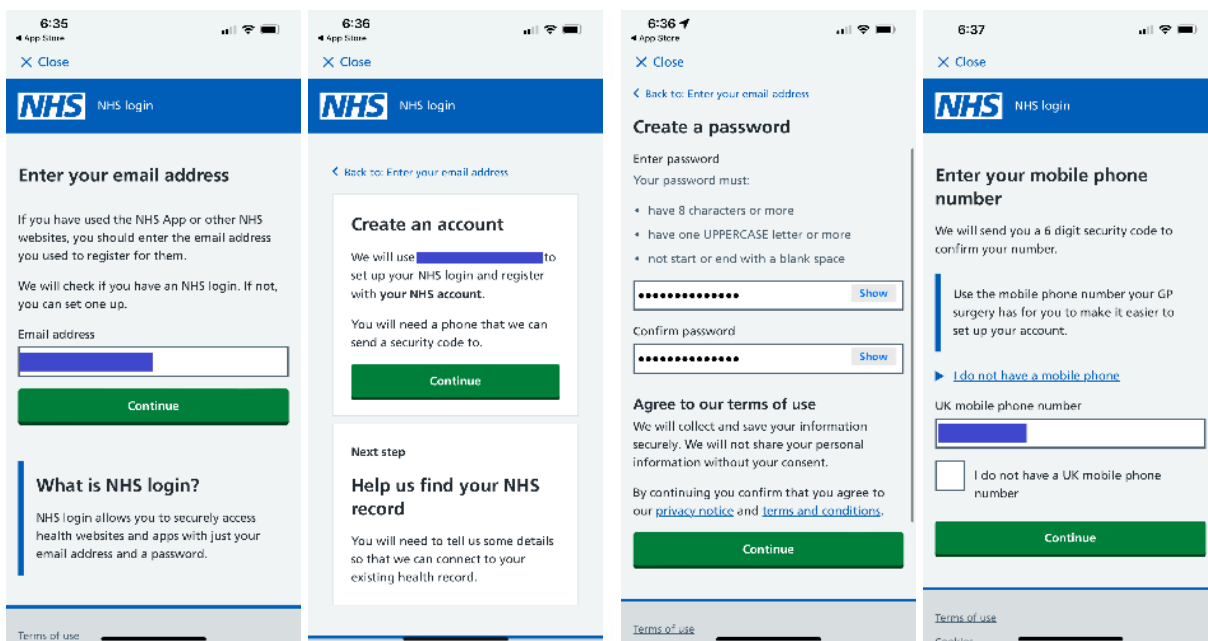 6:35
App Store
Close
NHS NHS login
Enter your email address
If you have used the NHS App or other NHS
websites, you should enter the email address
you used to register for them.
We will check if you have an NHS login. If not,
you can set one up.
Email address
Continue
What is NHS login?
NHS login allows you to securely access
health websites and apps with just your
email address and a password.
Terms of use
6:36
App Store
Close
NHS NHS login
Back to: Enter your email address
Create an account
We will use to
set up your NHS login and register
with your NHS account.
You will need a phone that we can
send a security code to.
Continue
Next step
Help us find your NHS
record
You will need to tell us some details
so that we can connect to your
existing health record.
6:36
App Store
Close
Back to: Enter your email address
Create a password
Enter password
Your password must:
• have 8 characters or more
• have one UPPERCASE letter or more
• not start or end with a blank space
•••••••••••••• Show
Confirm password
•••••••••••••• Show
Agree to our terms of use
We will collect and save your information
securely. We will not share your personal
information without your consent.
By continuing you confirm that you agree to
our privacy notice and terms and conditions.
Continue
Terms of use
6:37
Close
NHS NHS login
Enter your mobile phone
number
We will send you a 6 digit security code to
confirm your number.
Use the mobile phone number your GP
surgery has for you to make it easier to
set up your account.
I do not have a mobile phone
UK mobile phone number
I do not have a UK mobile phone
number
Continue
Terms of use